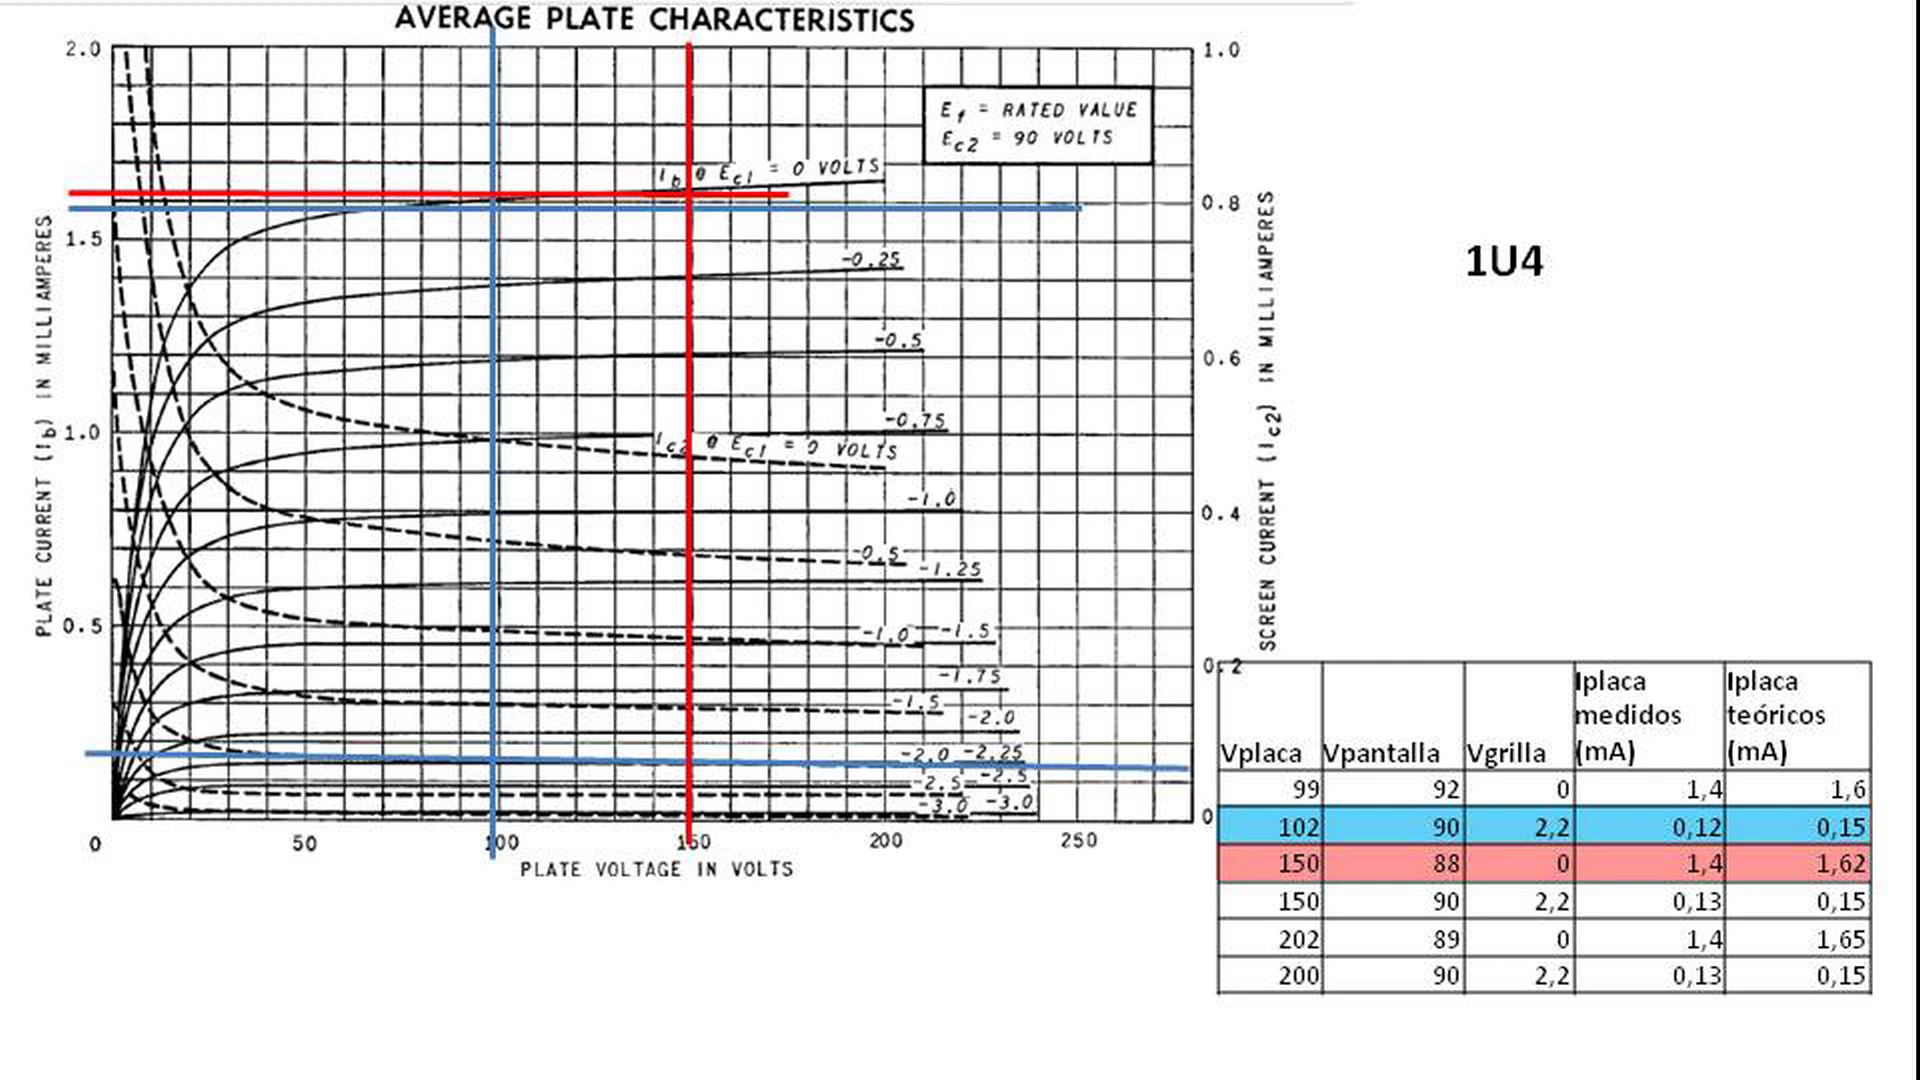 AVERAGE PLATE CHARACTERISTICS
2.0
1.5
1.0
0.5
0
PLATE CURRENT (Ib) IN MILLIAMPERES
Ef = RATED VALUE
Ec2 = 90 VOLTS
Ib @ Ec1 = 0 VOLTS
-0.25
-0.5
-0.75
Ic2 @ Ec1 = 0 VOLTS
-1.0
-0.5
-1.25
-1.0 -1.5
-1.75
-1.5
-2.0
-2.0 -2.25
-2.5 -2.5
-3.0 -3.0
50 100 150 200 250
PLATE VOLTAGE IN VOLTS
1.0
0.8
0.6
0.4
0.2
0
SCREEN CURRENT (Ic2) IN MILLIAMPERES
1U4
Vplaca Vpantalla Vgrilla Iplaca medidos (mA) Iplaca teóricos (mA)
99 92 0 1,4 1,6
102 90 2,2 0,12 0,15
150 88 0 1,4 1,62
150 90 2,2 0,13 0,15
202 89 0 1,4 1,65
200 90 2,2 0,13 0,15